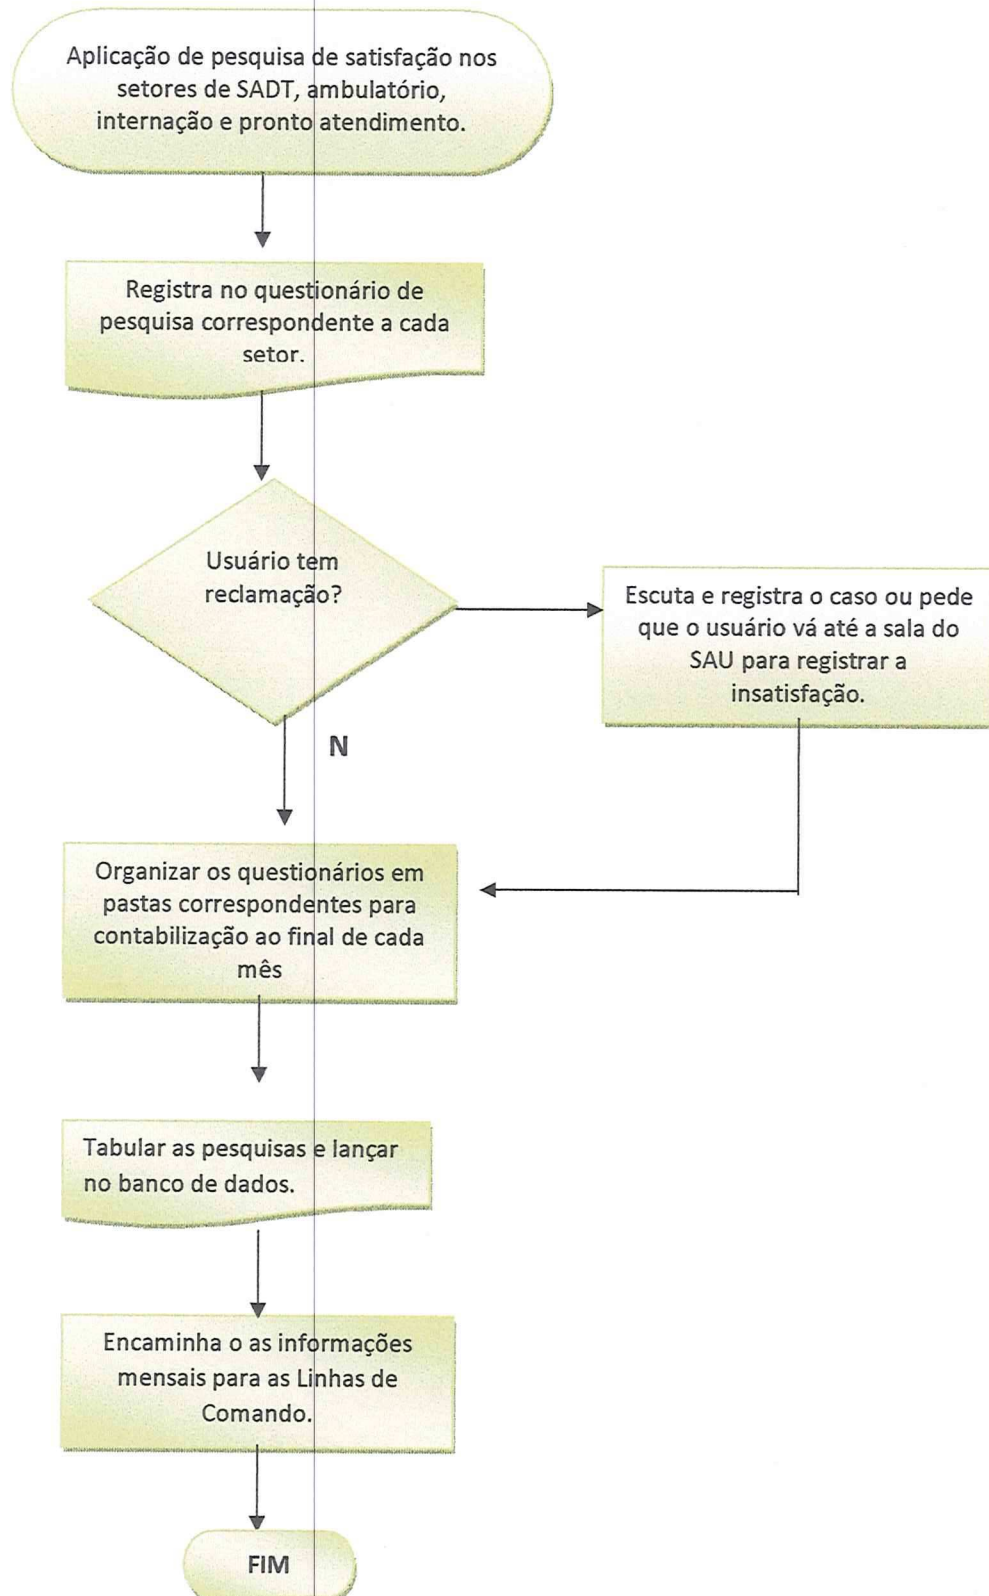 Aplicação de pesquisa de satisfação nos
setores de SADT, ambulatório,
internação e pronto atendimento.
Registra no questionário de
pesquisa correspondente a cada
setor.
Usuário tem
reclamação?
Escuta e registra o caso ou pede
que o usuário vá até a sala do
SAU para registrar a
insatisfação.
N
Organizar os questionários em
pastas correspondentes para
contabilização ao final de cada
mês
Tabular as pesquisas e lançar
no banco de dados.
Encaminha o as informações
mensais para as Linhas de
Comando.
FIM